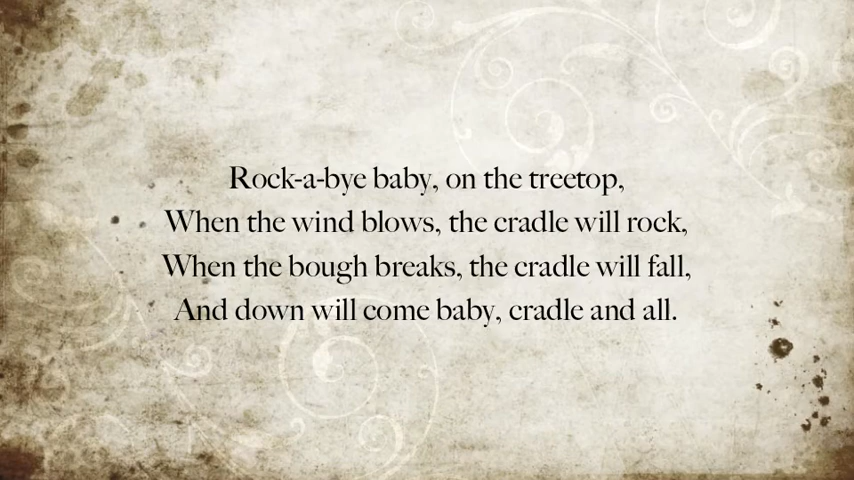 Rock-a-bye baby, on the treetop,
When the wind blows, the cradle will rock,
When the bough breaks, the cradle will fall,
And down will come baby, cradle and all.